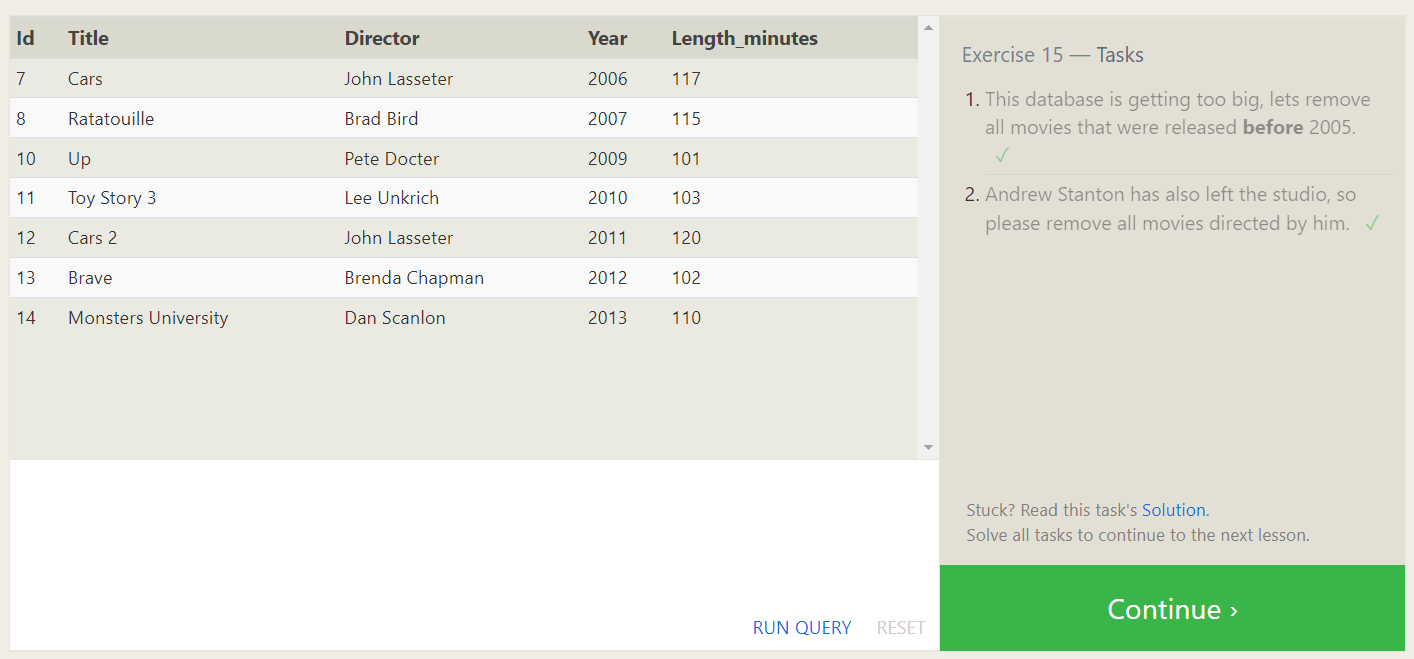 Id Title Director Year Length_minutes
7 Cars John Lasseter 2006 117
8 Ratatouille Brad Bird 2007 115
10 Up Pete Docter 2009 101
11 Toy Story 3 Lee Unkrich 2010 103
12 Cars 2 John Lasseter 2011 120
13 Brave Brenda Chapman 2012 102
14 Monsters University Dan Scanlon 2013 110
RUN QUERY RESET
Exercise 15 — Tasks
1. This database is getting too big, lets remove
all movies that were released before 2005.
✓
2. Andrew Stanton has also left the studio, so
please remove all movies directed by him. ✓
Stuck? Read this task's Solution.
Solve all tasks to continue to the next lesson.
Continue ›